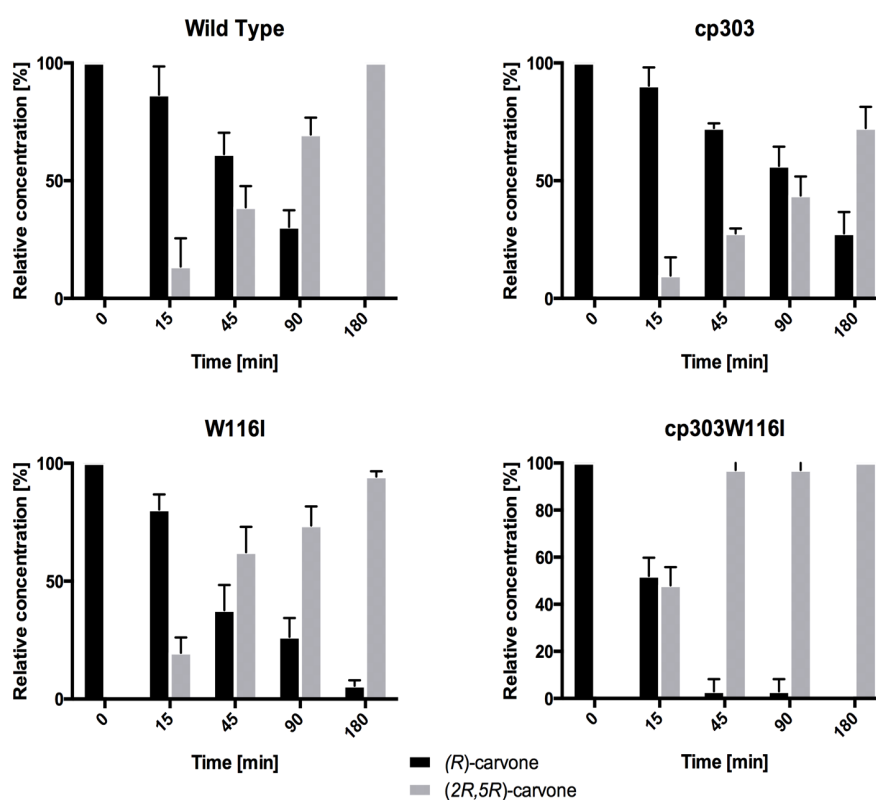 Wild Type
Relative concentration [%]
100
50
0
0 15 45 90 180
Time [min]
cp303
Relative concentration [%]
100
50
0
0 15 45 90 180
Time [min]
W116I
Relative concentration [%]
100
50
0
0 15 45 90 180
Time [min]
cp303W116I
Relative concentration [%]
100
80
60
40
20
0
0 15 45 90 180
Time [min]
(R)-carvone
(2R,5R)-carvone